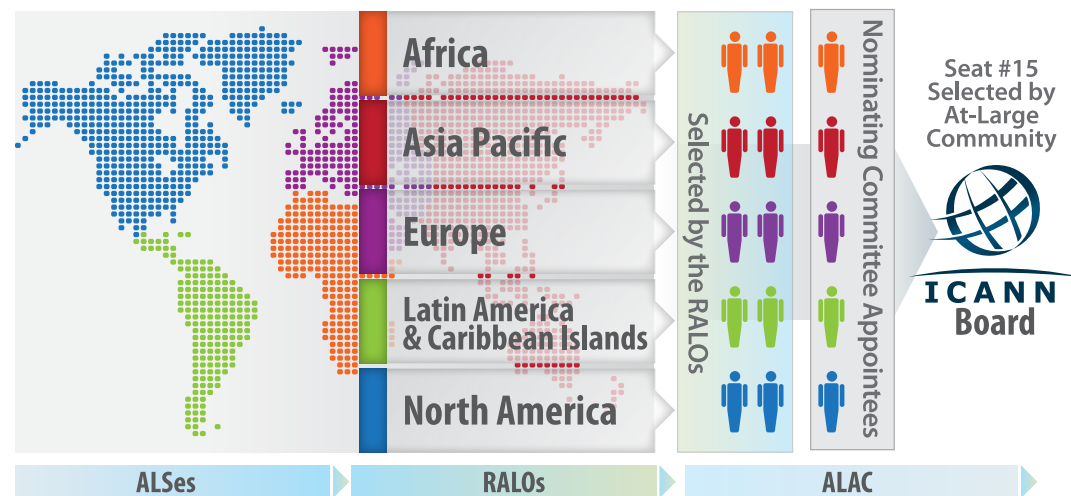 Africa
Asia Pacific
Europe
Latin America
& Caribbean Islands
North America
Selected by the RALOs
Nominating Committee Appointees
Seat #15
Selected by
At-Large
Community
ICANN
Board
ALSes
RALOs
ALAC